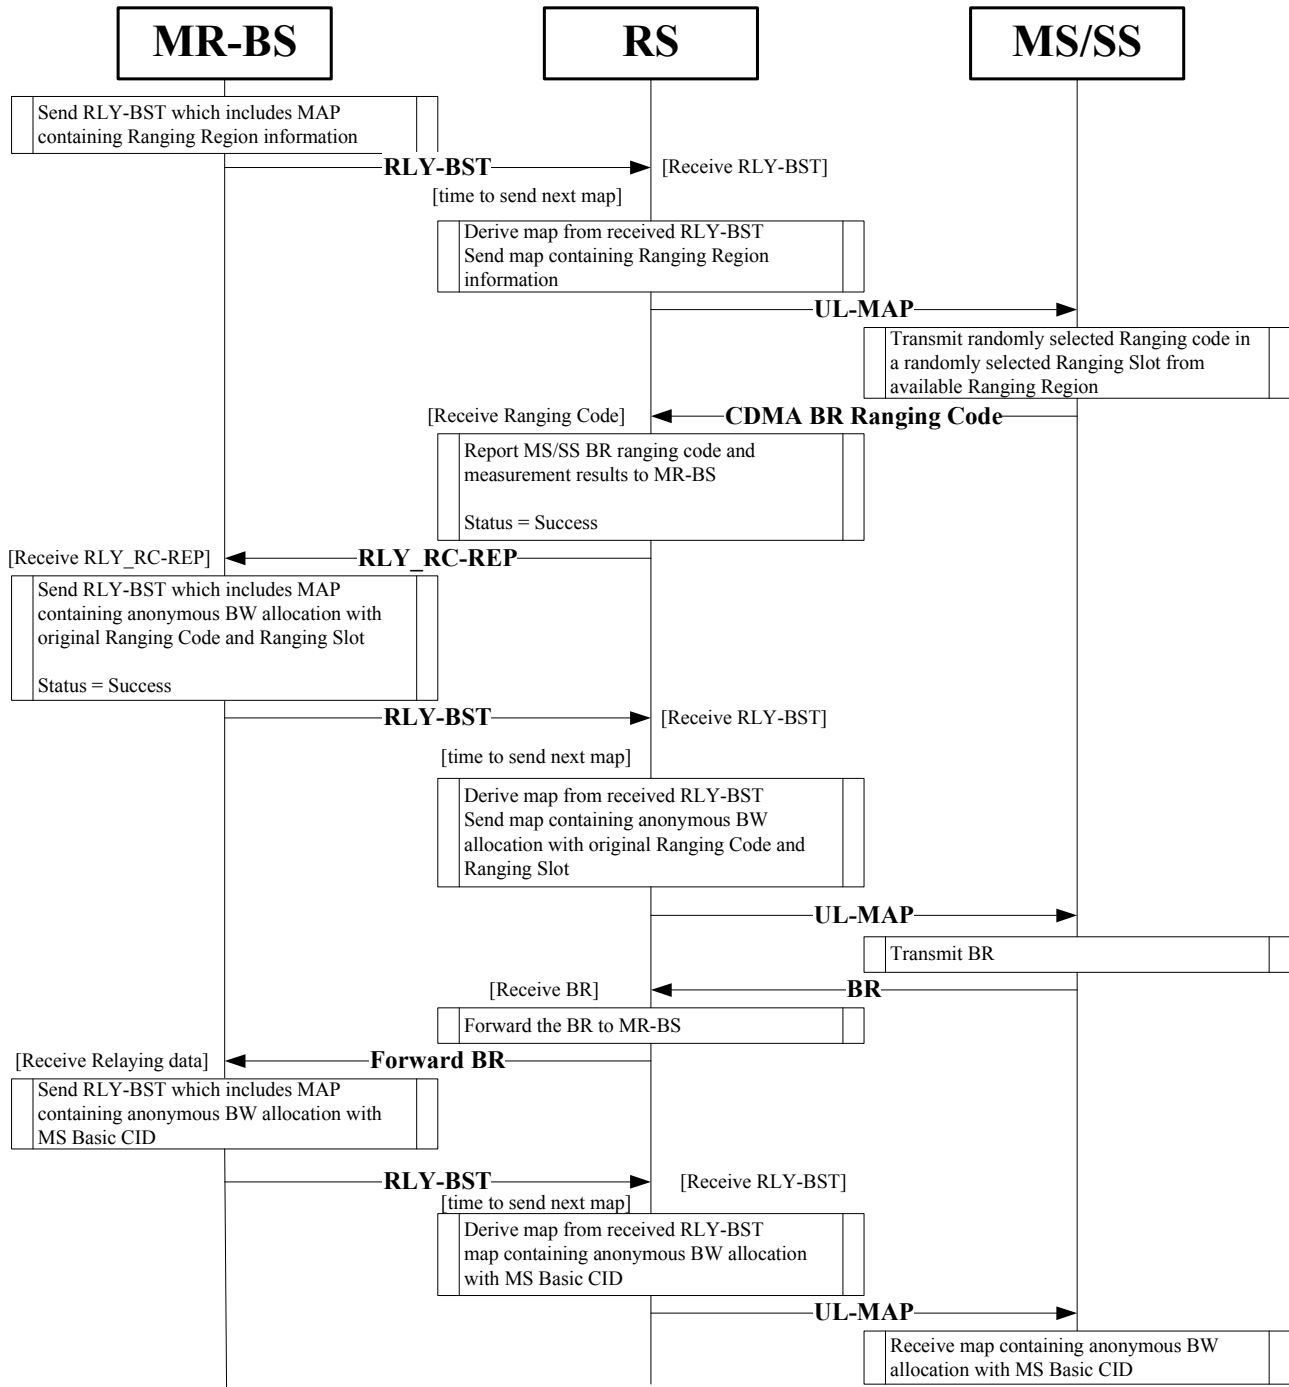 MR-BS
RS
MS/SS
Send RLY-BST which includes MAP
containing Ranging Region information
RLY-BST
[Receive RLY-BST]
[time to send next map]
Derive map from received RLY-BST
Send map containing Ranging Region
information
UL-MAP
Transmit randomly selected Ranging code in
a randomly selected Ranging Slot from
available Ranging Region
[Receive Ranging Code]
CDMA BR Ranging Code
Report MS/SS BR ranging code and
measurement results to MR-BS
Status = Success
[Receive RLY_RC-REP]
RLY_RC-REP
Send RLY-BST which includes MAP
containing anonymous BW allocation with
original Ranging Code and Ranging Slot
Status = Success
RLY-BST
[Receive RLY-BST]
[time to send next map]
Derive map from received RLY-BST
Send map containing anonymous BW
allocation with original Ranging Code and
Ranging Slot
UL-MAP
Transmit BR
[Receive BR]
BR
Forward the BR to MR-BS
[Receive Relaying data]
Forward BR
Send RLY-BST which includes MAP
containing anonymous BW allocation with
MS Basic CID
RLY-BST
[Receive RLY-BST]
[time to send next map]
Derive map from received RLY-BST
map containing anonymous BW allocation
with MS Basic CID
UL-MAP
Receive map containing anonymous BW
allocation with MS Basic CID